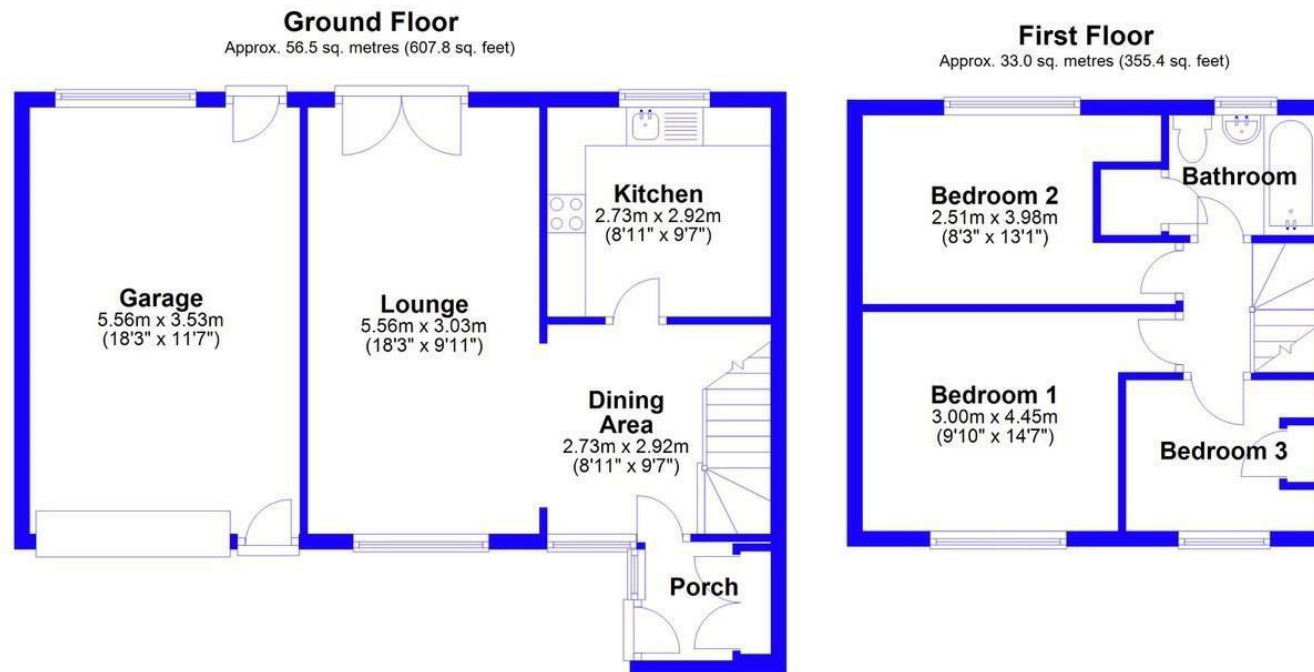 Ground Floor
Approx. 56.5 sq. metres (607.8 sq. feet)
Garage
5.56m x 3.53m
(18'3" x 11'7")
Lounge
5.56m x 3.03m
(18'3" x 9'11")
Kitchen
2.73m x 2.92m
(8'11" x 9'7")
Dining
Area
2.73m x 2.92m
(8'11" x 9'7")
Porch
First Floor
Approx. 33.0 sq. metres (355.4 sq. feet)
Bedroom 2
2.51m x 3.98m
(8'3" x 13'1")
Bathroom
Bedroom 1
3.00m x 4.45m
(9'10" x 14'7")
Bedroom 3